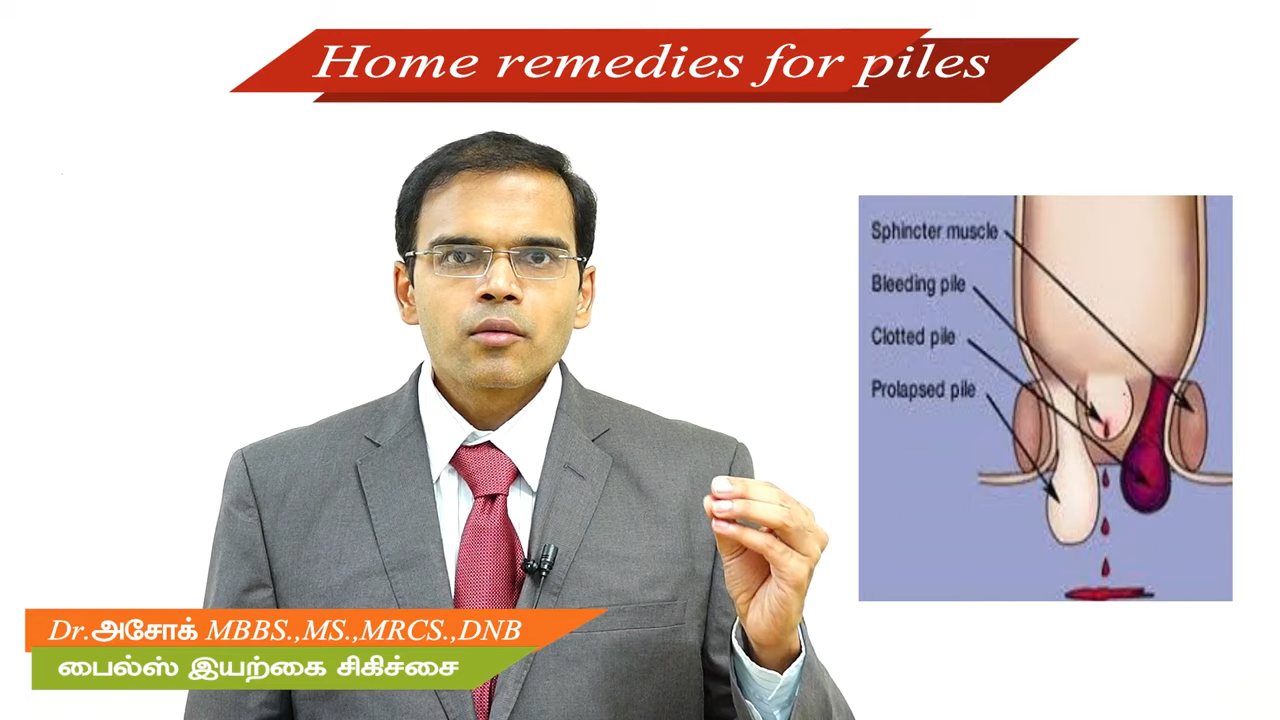 Home remedies for piles
Sphincter muscle
Bleeding pile
Clotted pile
Prolapsed pile
Dr.அசோக் MBBS.,MS.,MRCS.,DNB
பைல்ஸ் இயற்கை சிகிச்சை